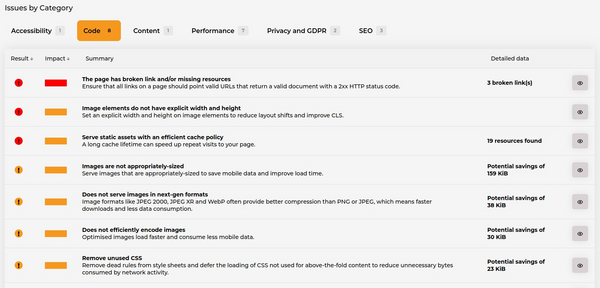 Issues by Category
Accessibility 1 Code 8 Content 1 Performance 7 Privacy and GDPR 2 SEO 3
Result Impact Summary Detailed data
The page has broken link and/or missing resources
Ensure that all links on a page should point valid URLs that return a valid document with a 2xx HTTP status code.
3 broken link(s)
Image elements do not have explicit width and height
Set an explicit width and height on image elements to reduce layout shifts and improve CLS.
Serve static assets with an efficient cache policy
A long cache lifetime can speed up repeat visits to your page.
19 resources found
Images are not appropriately-sized
Serve images that are appropriately-sized to save mobile data and improve load time.
Potential savings of
159 KiB
Does not serve images in next-gen formats
Image formats like JPEG 2000, JPEG XR and WebP often provide better compression than PNG or JPEG, which means faster
downloads and less data consumption.
Potential savings of
38 KiB
Does not efficiently encode images
Optimised images load faster and consume less mobile data.
Potential savings of
30 KiB
Remove unused CSS
Remove dead rules from style sheets and defer the loading of CSS not used for above-the-fold content to reduce unnecessary bytes
consumed by network activity.
Potential savings of
23 KiB